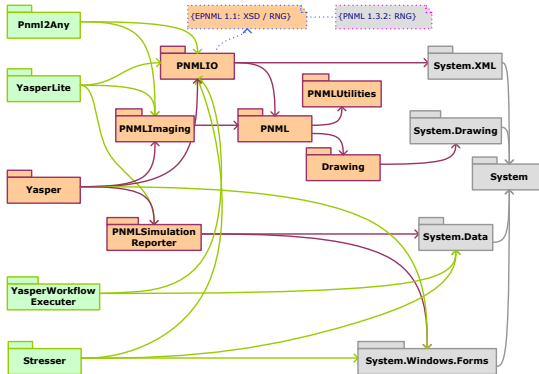 Pnml2Any
{EPNML 1.1: XSD / RNG}
{PNML 1.3.2: RNG}
PNMLIO
System.XML
YasperLite
PNMLUtilities
PNMLImaging
PNML
System.Drawing
Drawing
System
Yasper
PNMLSimulation
Reporter
System.Data
YasperWorkflow
Executer
Stresser
System.Windows.Forms